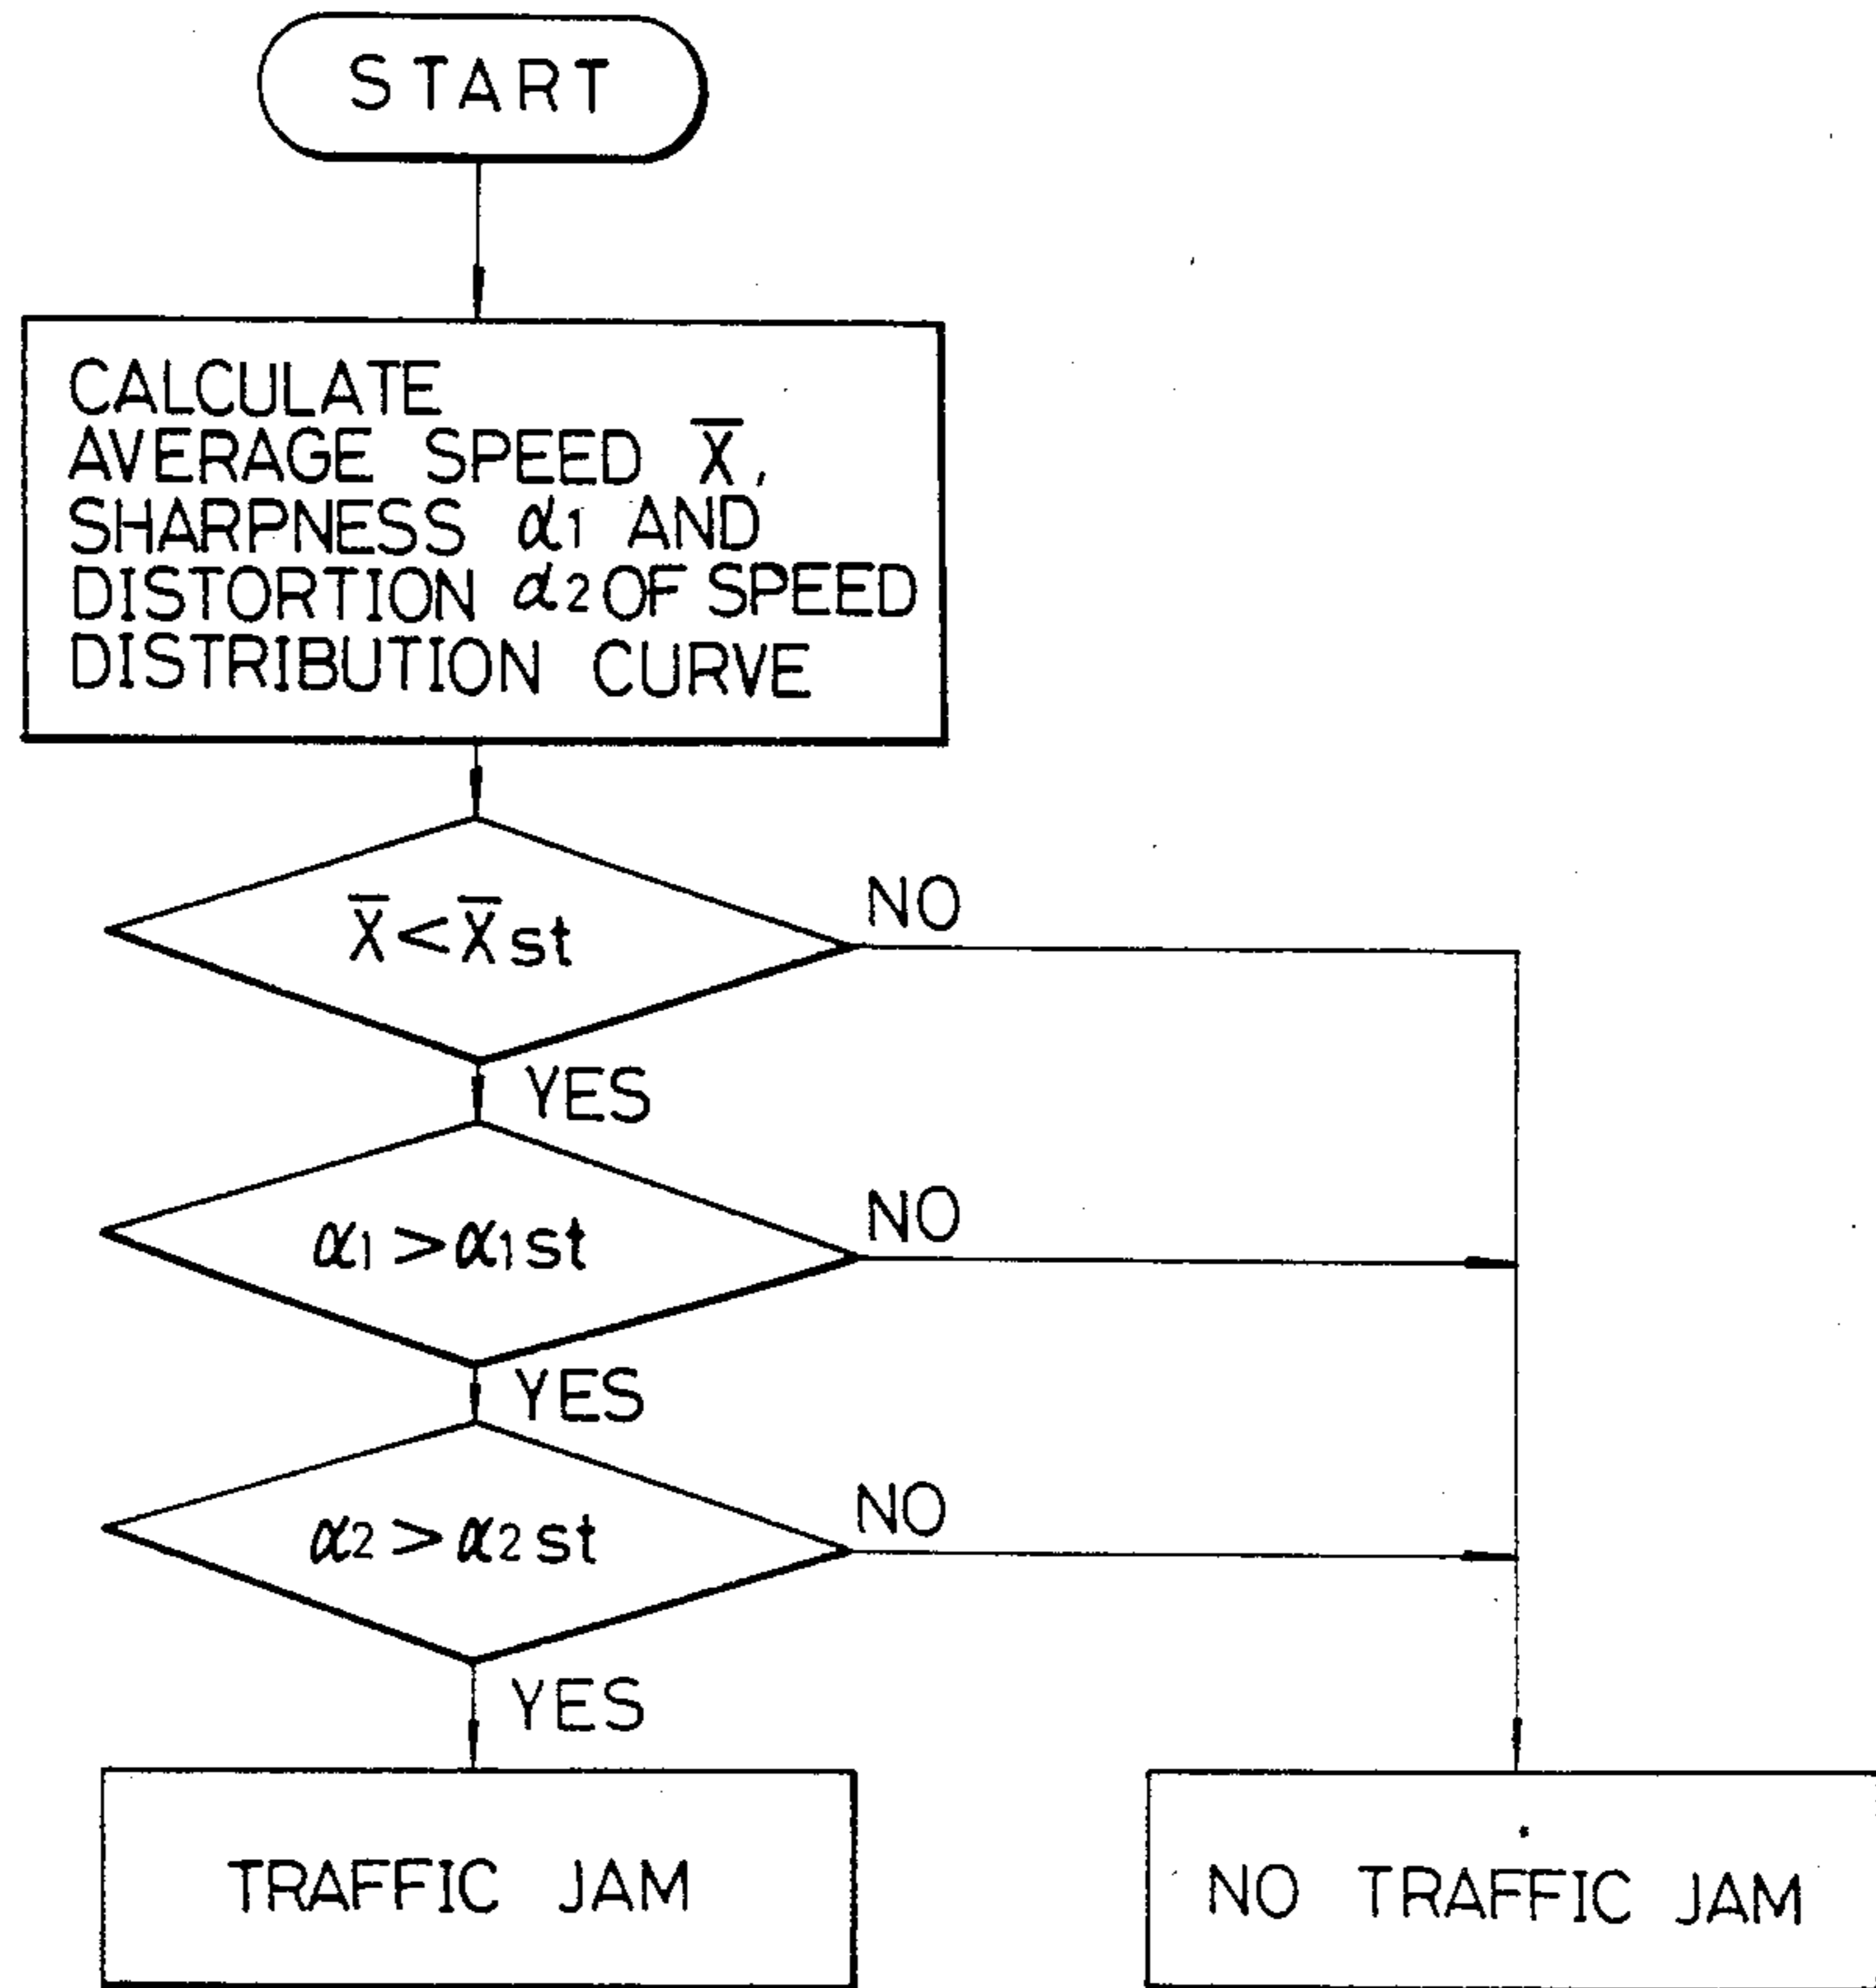 START
CALCULATE
AVERAGE SPEED X̄,
SHARPNESS α1 AND
DISTORTION α2 OF SPEED
DISTRIBUTION CURVE
X̄<X̄st
NO
YES
α1>α1st
NO
YES
α2>α2st
NO
YES
TRAFFIC JAM
NO TRAFFIC JAM